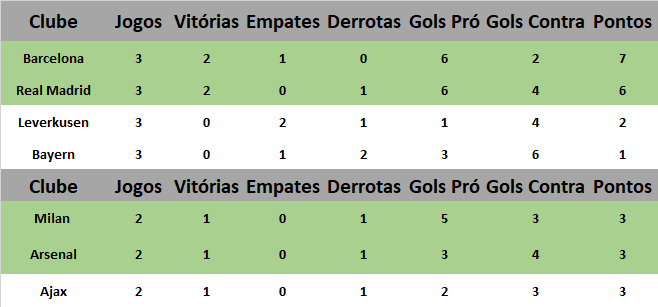 Clube Jogos Vitórias Empates Derrotas Gols Pró Gols Contra Pontos
Barcelona 3 2 1 0 6 2 7
Real Madrid 3 2 0 1 6 4 6
Leverkusen 3 0 2 1 1 4 2
Bayern 3 0 1 2 3 6 1
Clube Jogos Vitórias Empates Derrotas Gols Pró Gols Contra Pontos
Milan 2 1 0 1 5 3 3
Arsenal 2 1 0 1 3 4 3
Ajax 2 1 0 1 2 3 3